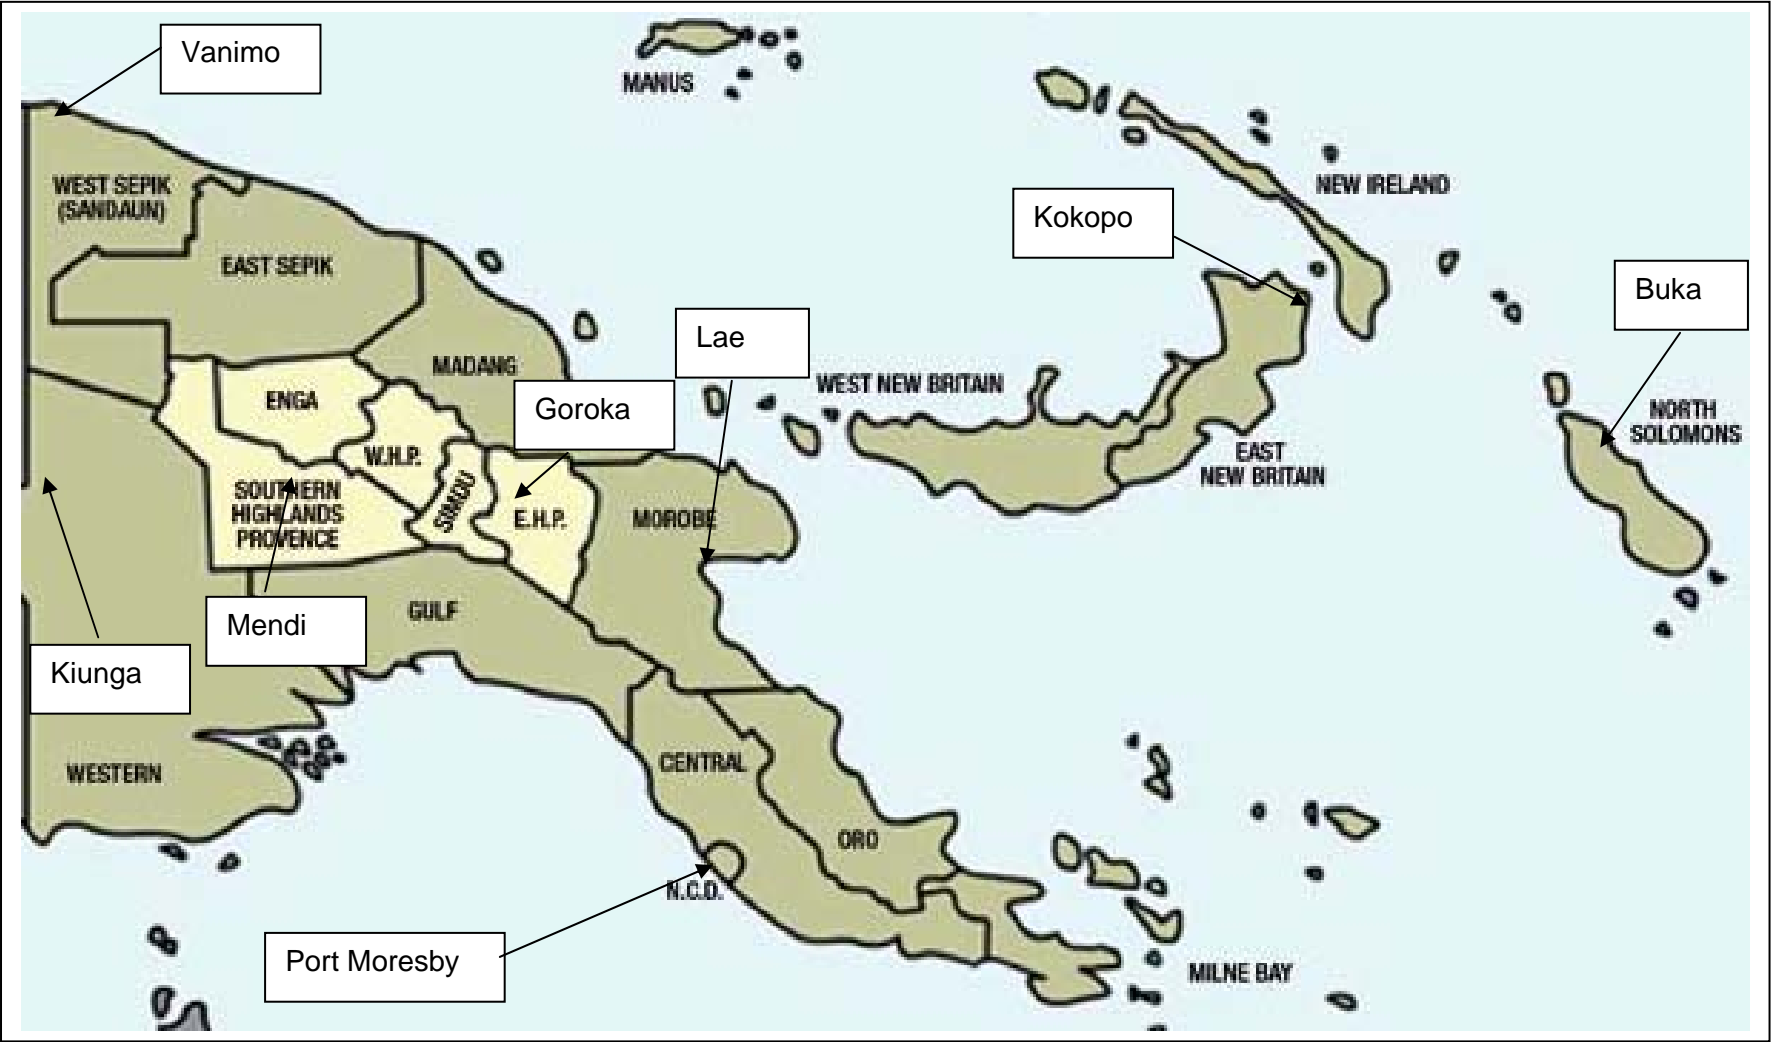 Vanimo
MANUS
WEST SEPIK
(SANDAUN)
NEW IRELAND
Kokopo
EAST SEPIK
Buka
Lae
MADANG
WEST NEW BRITAIN
ENGA
Goroka
NORTH
SOLOMONS
W.H.P.
EAST
NEW BRITAIN
SOUTHERN
HIGHLANDS
PROVENCE
SIMBU
E.H.P.
MOROBE
GULF
Mendi
Kiunga
WESTERN
CENTRAL
ORO
N.C.D.
Port Moresby
MILNE BAY